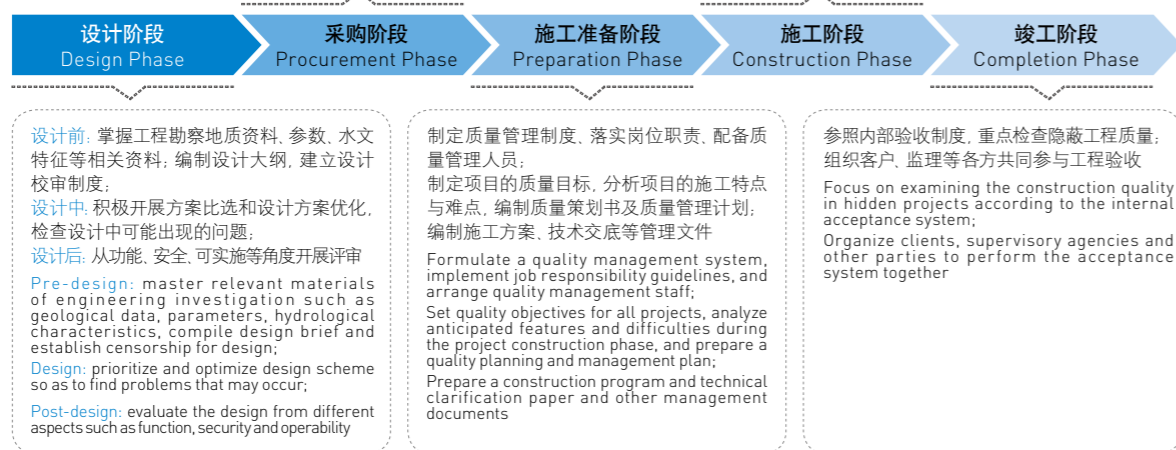 设计阶段
Design Phase
采购阶段
Procurement Phase
施工准备阶段
Preparation Phase
施工阶段
Construction Phase
竣工阶段
Completion Phase
设计前: 掌握工程勘察地质资料、参数、水文
特征等相关资料; 编制设计大纲, 建立设计
校审制度;
设计中: 积极开展方案比选和设计方案优化,
检查设计中可能出现的问题;
设计后: 从功能、安全、可实施等角度开展评审
Pre-design: master relevant materials
of engineering investigation such as
geological data, parameters, hydrological
characteristics, compile design brief and
establish censorship for design;
Design: prioritize and optimize design scheme
so as to find problems that may occur;
Post-design: evaluate the design from different
aspects such as function, security and operability
制定质量管理制度、落实岗位职责、配备质
量管理人员;
制定项目的质量目标, 分析项目的施工特点
与难点, 编制质量策划书及质量管理计划;
编制施工方案、技术交底等管理文件
Formulate a quality management system,
implement job responsibility guidelines, and
arrange quality management staff;
Set quality objectives for all projects, analyze
anticipated features and difficulties during
the project construction phase, and prepare a
quality planning and management plan;
Prepare a construction program and technical
clarification paper and other management
documents
参照内部验收制度, 重点检查隐蔽工程质量;
组织客户、监理等各方共同参与工程验收
Focus on examining the construction quality
in hidden projects according to the internal
acceptance system;
Organize clients, supervisory agencies and
other parties to perform the acceptance
system together